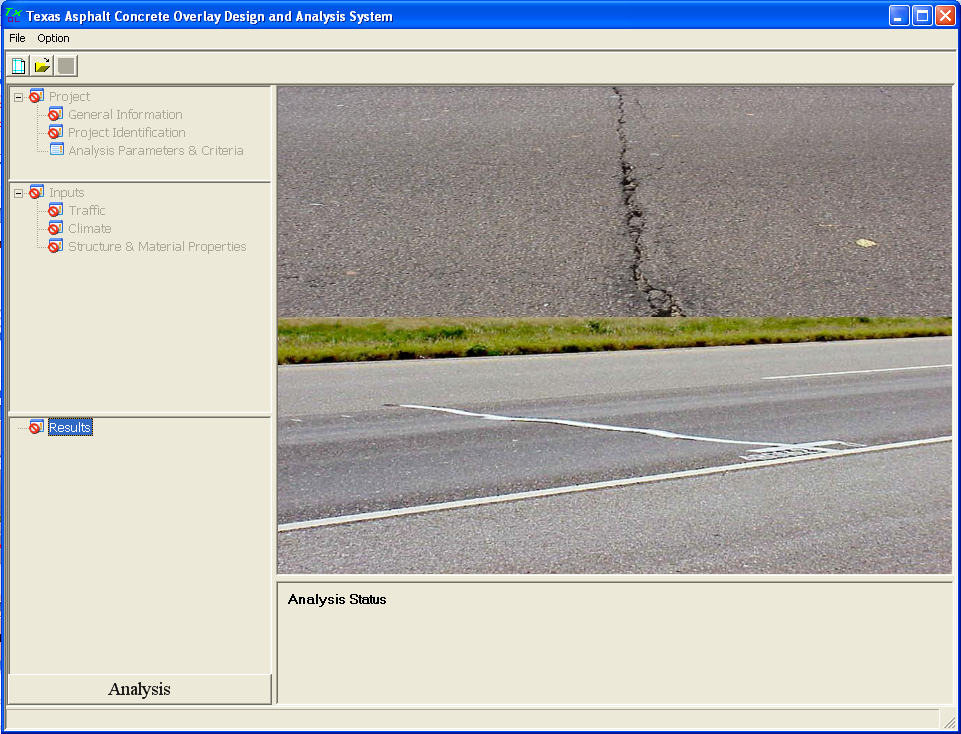 Texas Asphalt Concrete Overlay Design and Analysis System
File Option
Project
General Information
Project Identification
Analysis Parameters & Criteria
Inputs
Traffic
Climate
Structure & Material Properties
Results
Analysis
Analysis Status